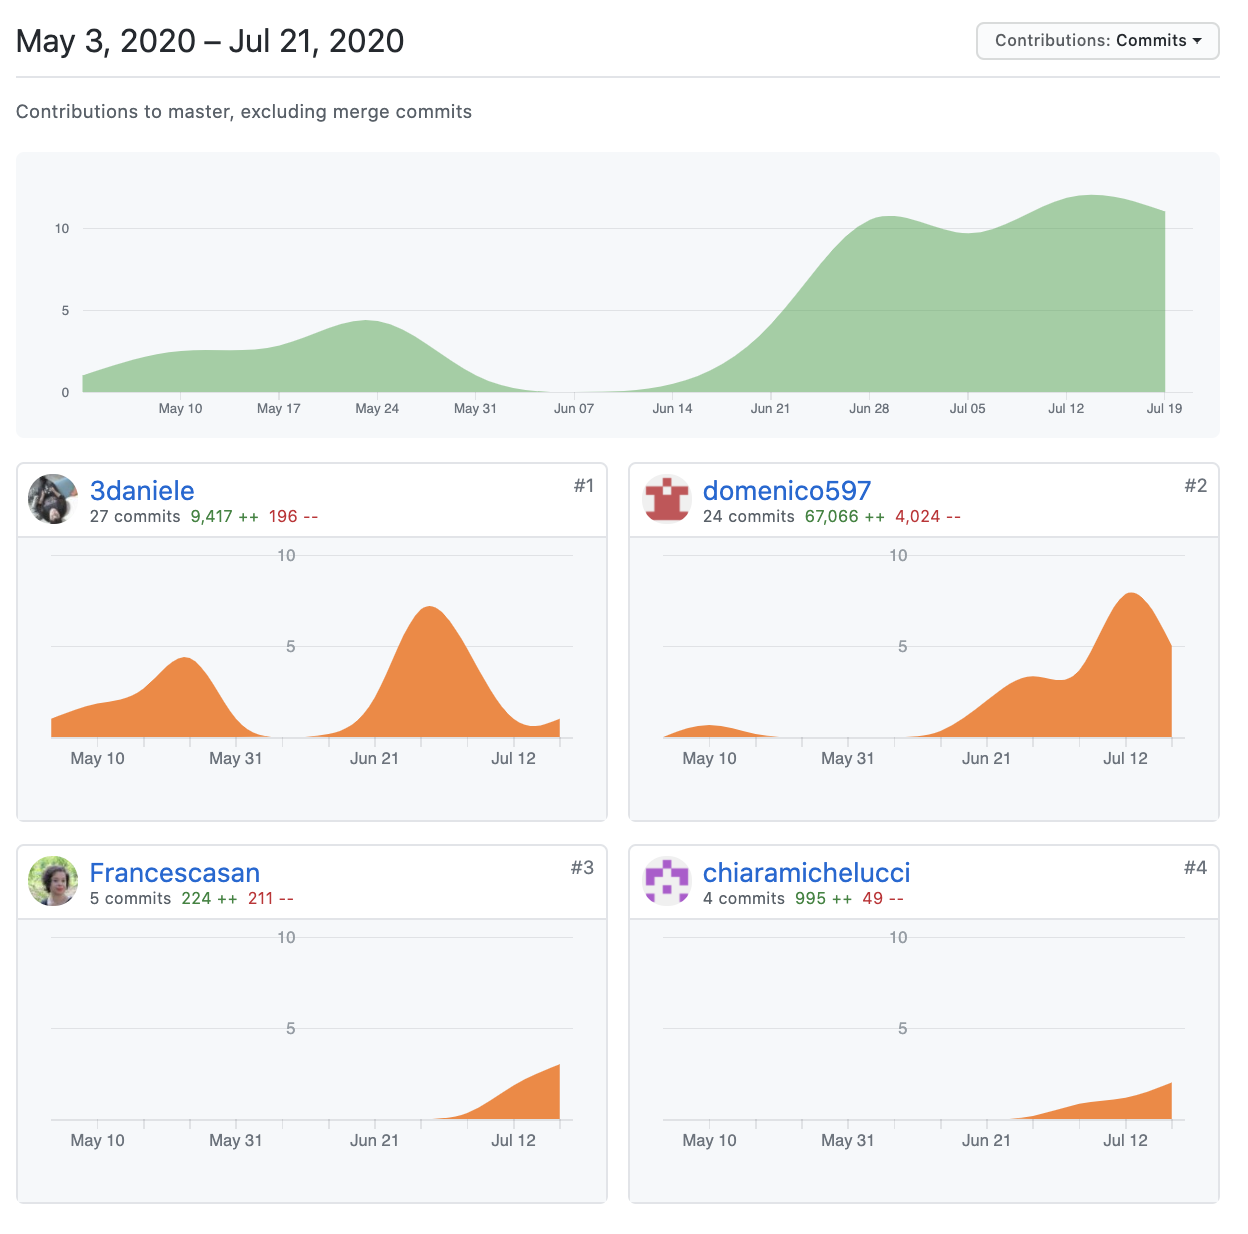 May 3, 2020 – Jul 21, 2020
Contributions: Commits
Contributions to master, excluding merge commits
10
5
0
May 10 May 17 May 24 May 31 Jun 07 Jun 14 Jun 21 Jun 28 Jul 05 Jul 12 Jul 19
3daniele #1
27 commits 9,417 ++ 196 --
10
5
May 10 May 31 Jun 21 Jul 12
domenico597 #2
24 commits 67,066 ++ 4,024 --
10
5
May 10 May 31 Jun 21 Jul 12
Francescasan #3
5 commits 224 ++ 211 --
10
5
May 10 May 31 Jun 21 Jul 12
chiaramichelucci #4
4 commits 995 ++ 49 --
10
5
May 10 May 31 Jun 21 Jul 12